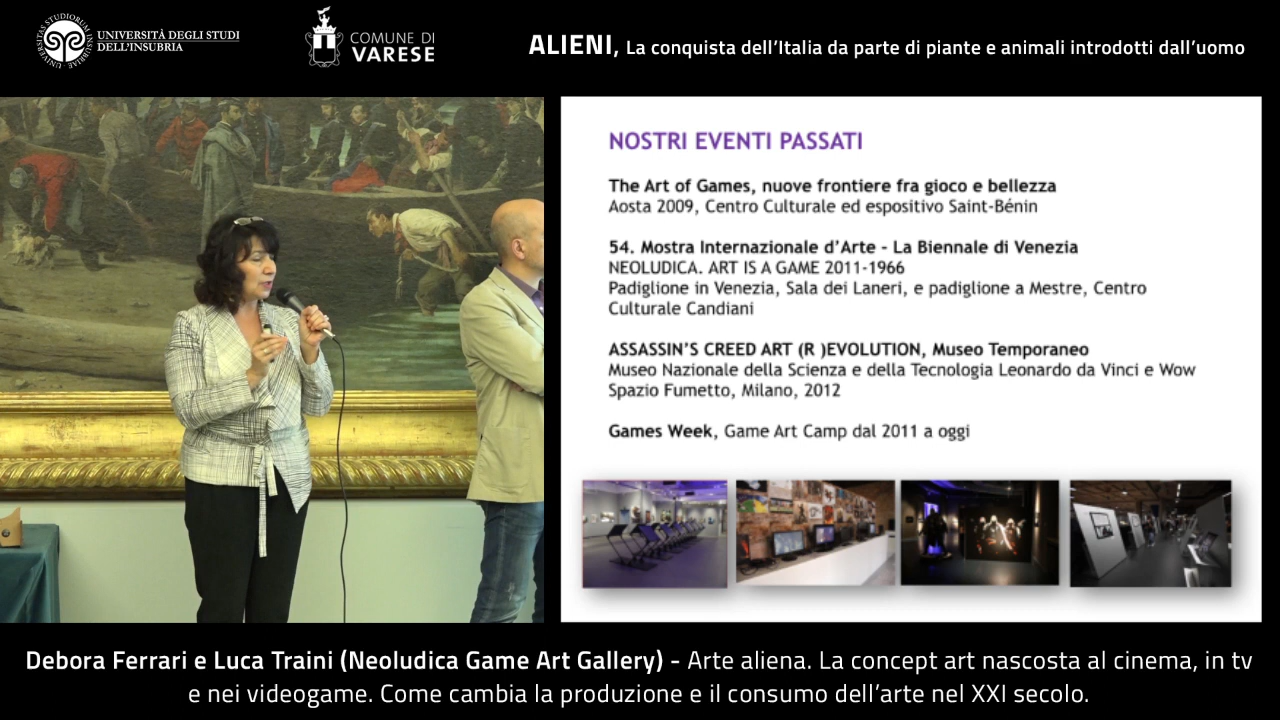 UNIVERSITÀ DEGLI STUDI
DELL'INSUBRIA
COMUNE DI
VARESE
ALIENI, La conquista dell'Italia da parte di piante e animali introdotti dall'uomo
NOSTRI EVENTI PASSATI
The Art of Games, nuove frontiere fra gioco e bellezza
Aosta 2009, Centro Culturale ed espositivo Saint-Bénin
54. Mostra Internazionale d'Arte - La Biennale di Venezia
NEOLUDICA. ART IS A GAME 2011-1966
Padiglione in Venezia, Sala dei Laneri, e padiglione a Mestre, Centro
Culturale Candiani
ASSASSIN'S CREED ART (R )EVOLUTION, Museo Temporaneo
Museo Nazionale della Scienza e della Tecnologia Leonardo da Vinci e Wow
Spazio Fumetto, Milano, 2012
Games Week, Game Art Camp dal 2011 a oggi
Debora Ferrari e Luca Traini (Neoludica Game Art Gallery) - Arte aliena. La concept art nascosta al cinema, in tv
e nei videogame. Come cambia la produzione e il consumo dell'arte nel XXI secolo.